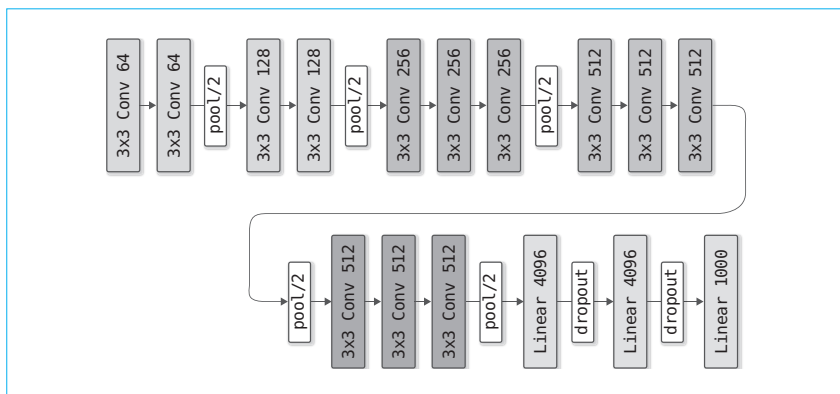 3x3 Conv 64
3x3 Conv 64
pool/2
3x3 Conv 128
3x3 Conv 128
pool/2
3x3 Conv 256
3x3 Conv 256
3x3 Conv 256
pool/2
3x3 Conv 512
3x3 Conv 512
3x3 Conv 512
pool/2
3x3 Conv 512
3x3 Conv 512
3x3 Conv 512
pool/2
Linear 4096
dropout
Linear 4096
dropout
Linear 1000